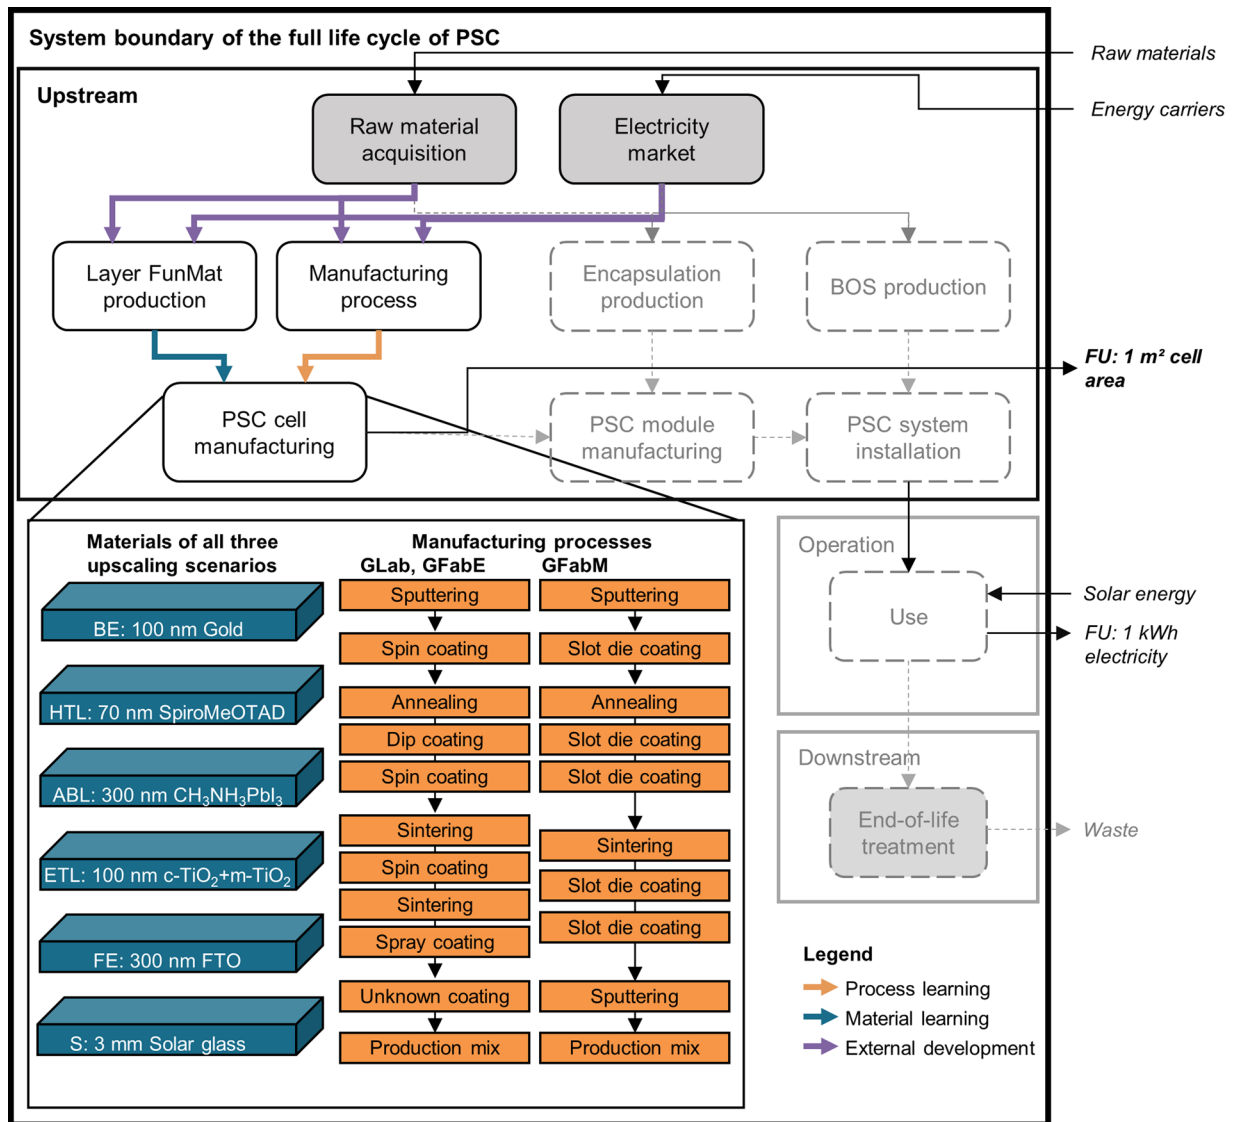 System boundary of the full life cycle of PSC
Raw materials
Energy carriers
Upstream
Raw material
acquisition
Electricity
market
Layer FunMat
production
Manufacturing
process
Encapsulation
production
BOS production
FU: 1 m² cell
area
PSC cell
manufacturing
PSC module
manufacturing
PSC system
installation
Materials of all three
upscaling scenarios
BE: 100 nm Gold
HTL: 70 nm SpiroMeOTAD
ABL: 300 nm CH₃NH₃PbI₃
ETL: 100 nm c-TiO₂+m-TiO₂
FE: 300 nm FTO
S: 3 mm Solar glass
Manufacturing processes
GLab, GFabE
Sputtering
Spin coating
Annealing
Dip coating
Spin coating
Sintering
Spin coating
Sintering
Spray coating
Unknown coating
Production mix
GFabM
Sputtering
Slot die coating
Annealing
Slot die coating
Slot die coating
Sintering
Slot die coating
Slot die coating
Sputtering
Production mix
Operation
Use
Solar energy
FU: 1 kWh
electricity
Downstream
End-of-life
treatment
Waste
Legend
Process learning
Material learning
External development